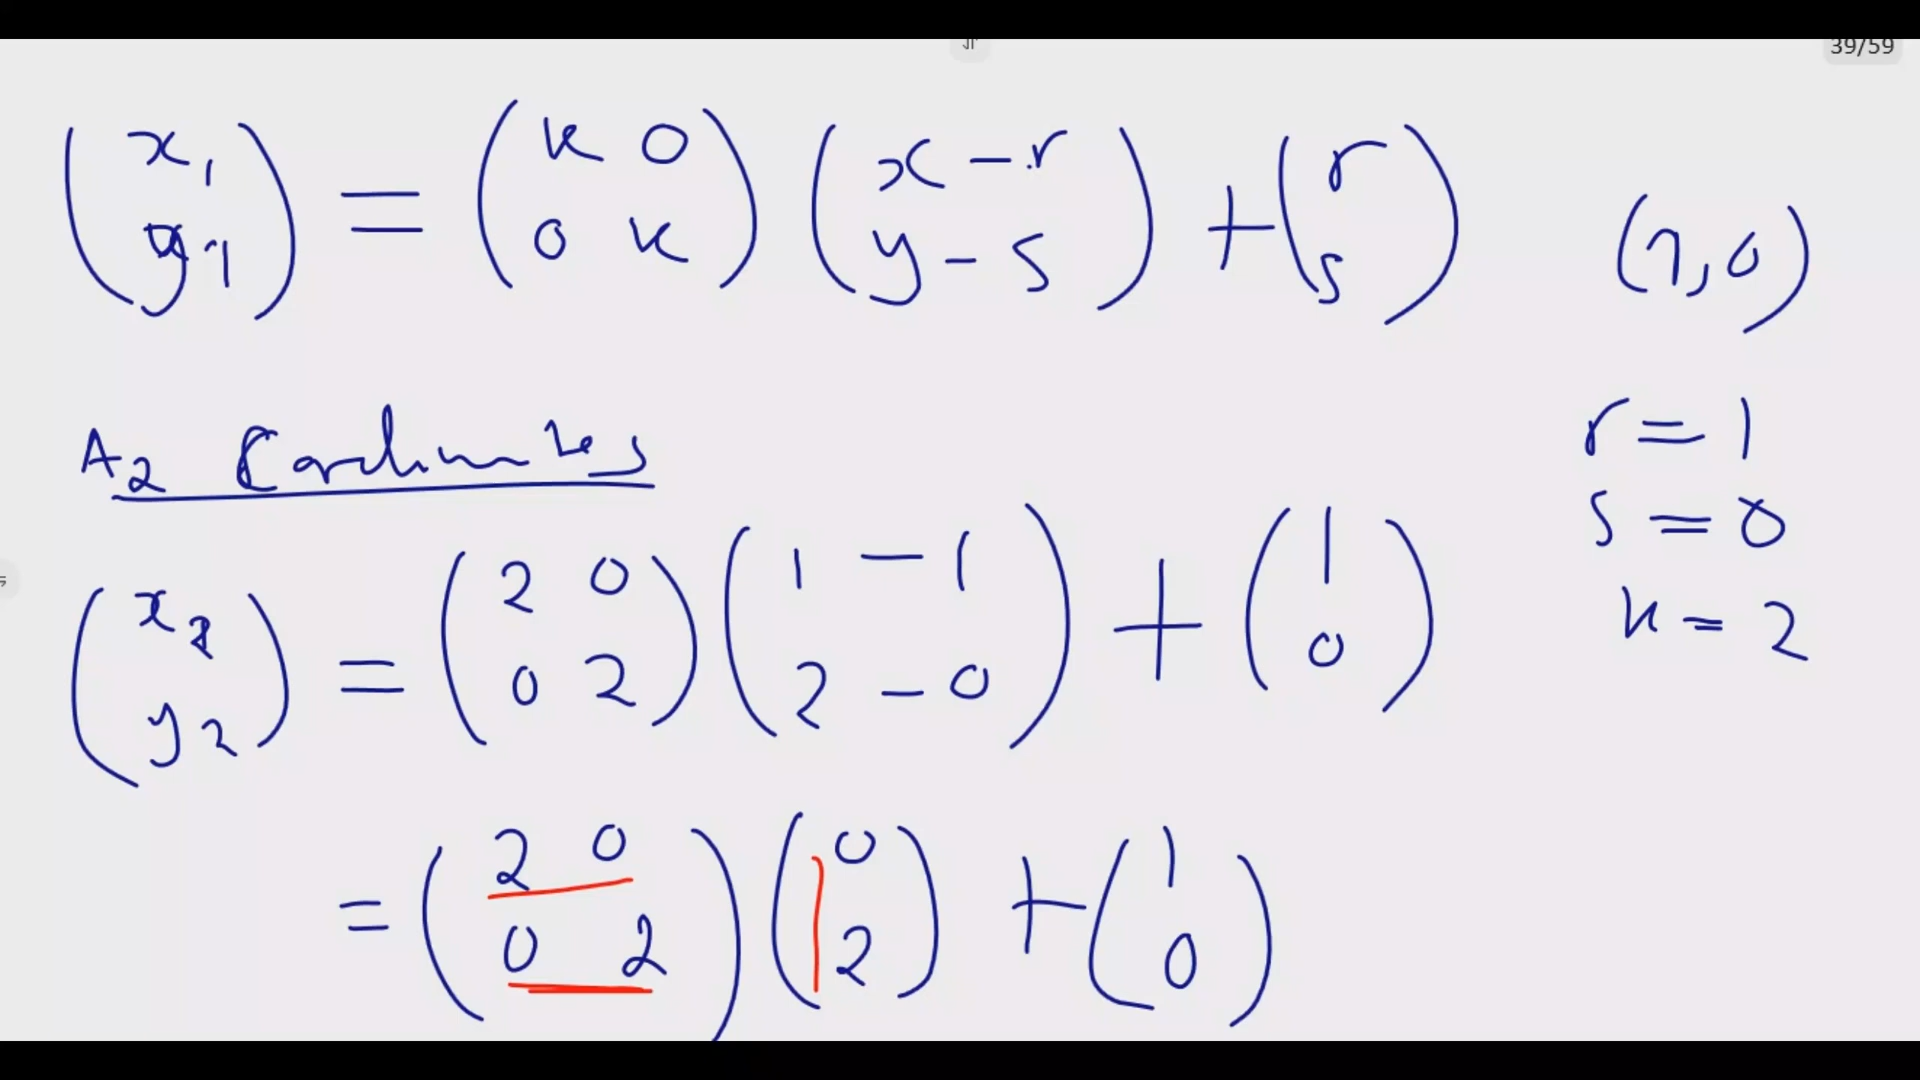 39/59
(x₁ y₁) = (k 0 0 k) (x - r y - s) + (r s) (1,0)
A₂ Cordinates
r = 1
s = 0
k = 2
(x₂ y₂) = (2 0 0 2) (1 - 1 2 - 0) + (1 0)
= (2 0 0 2) (0 2) + (1 0)